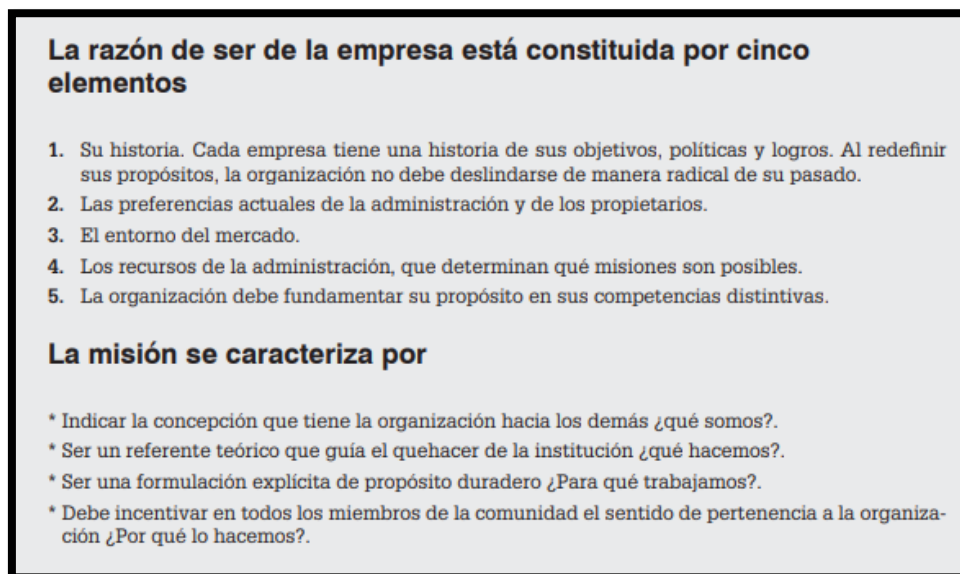 La razón de ser de la empresa está constituida por cinco
elementos
1. Su historia. Cada empresa tiene una historia de sus objetivos, políticas y logros. Al redefinir
sus propósitos, la organización no debe deslindarse de manera radical de su pasado.
2. Las preferencias actuales de la administración y de los propietarios.
3. El entorno del mercado.
4. Los recursos de la administración, que determinan qué misiones son posibles.
5. La organización debe fundamentar su propósito en sus competencias distintivas.
La misión se caracteriza por
* Indicar la concepción que tiene la organización hacia los demás ¿qué somos?.
* Ser un referente teórico que guía el quehacer de la institución ¿qué hacemos?.
* Ser una formulación explícita de propósito duradero ¿Para qué trabajamos?.
* Debe incentivar en todos los miembros de la comunidad el sentido de pertenencia a la organiza-
ción ¿Por qué lo hacemos?.